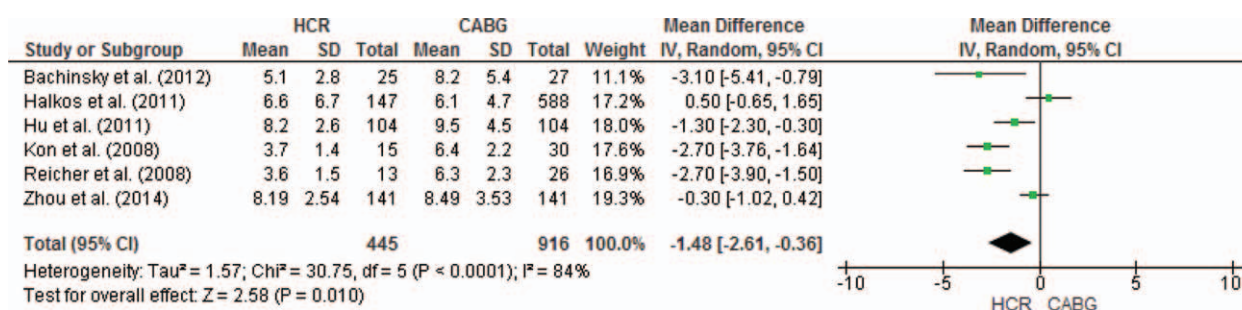 HCR CABG Mean Difference Mean Difference
Study or Subgroup Mean SD Total Mean SD Total Weight IV, Random, 95% CI IV, Random, 95% CI
Bachinsky et al. (2012) 5.1 2.8 25 8.2 5.4 27 11.1% -3.10 [-5.41, -0.79]
Halkos et al. (2011) 6.6 6.7 147 6.1 4.7 588 17.2% 0.50 [-0.65, 1.65]
Hu et al. (2011) 8.2 2.6 104 9.5 4.5 104 18.0% -1.30 [-2.30, -0.30]
Kon et al. (2008) 3.7 1.4 15 6.4 2.2 30 17.6% -2.70 [-3.76, -1.64]
Reicher et al. (2008) 3.6 1.5 13 6.3 2.3 26 16.9% -2.70 [-3.90, -1.50]
Zhou et al. (2014) 8.19 2.54 141 8.49 3.53 141 19.3% -0.30 [-1.02, 0.42]
Total (95% CI) 445 916 100.0% -1.48 [-2.61, -0.36]
Heterogeneity: Tau² = 1.57; Chi² = 30.75, df = 5 (P < 0.0001); I² = 84%
Test for overall effect: Z = 2.58 (P = 0.010)
-10 -5 0 5 10
HCR CABG